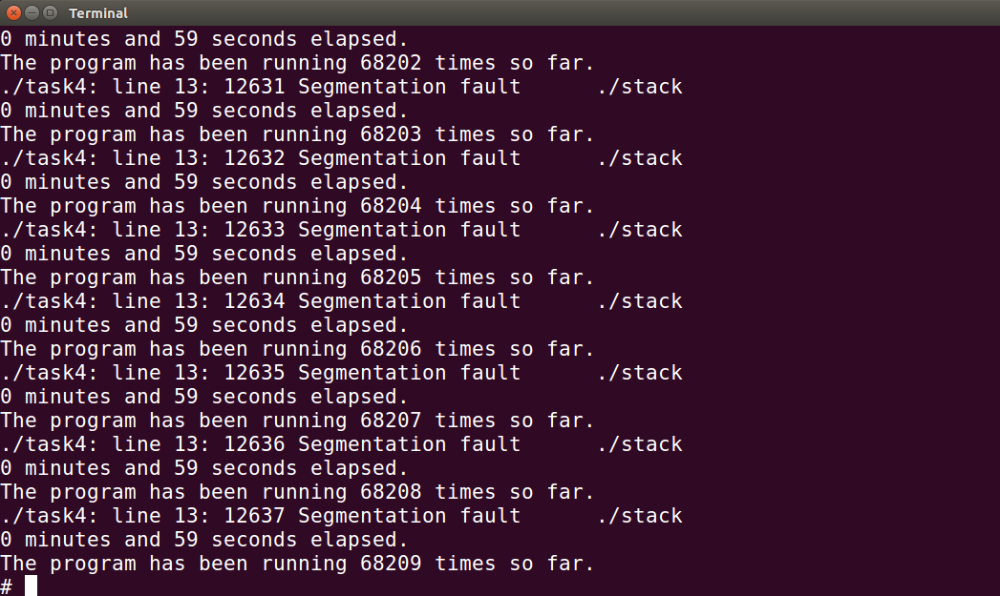 Terminal
0 minutes and 59 seconds elapsed.
The program has been running 68202 times so far.
./task4: line 13: 12631 Segmentation fault      ./stack
0 minutes and 59 seconds elapsed.
The program has been running 68203 times so far.
./task4: line 13: 12632 Segmentation fault      ./stack
0 minutes and 59 seconds elapsed.
The program has been running 68204 times so far.
./task4: line 13: 12633 Segmentation fault      ./stack
0 minutes and 59 seconds elapsed.
The program has been running 68205 times so far.
./task4: line 13: 12634 Segmentation fault      ./stack
0 minutes and 59 seconds elapsed.
The program has been running 68206 times so far.
./task4: line 13: 12635 Segmentation fault      ./stack
0 minutes and 59 seconds elapsed.
The program has been running 68207 times so far.
./task4: line 13: 12636 Segmentation fault      ./stack
0 minutes and 59 seconds elapsed.
The program has been running 68208 times so far.
./task4: line 13: 12637 Segmentation fault      ./stack
0 minutes and 59 seconds elapsed.
The program has been running 68209 times so far.
#